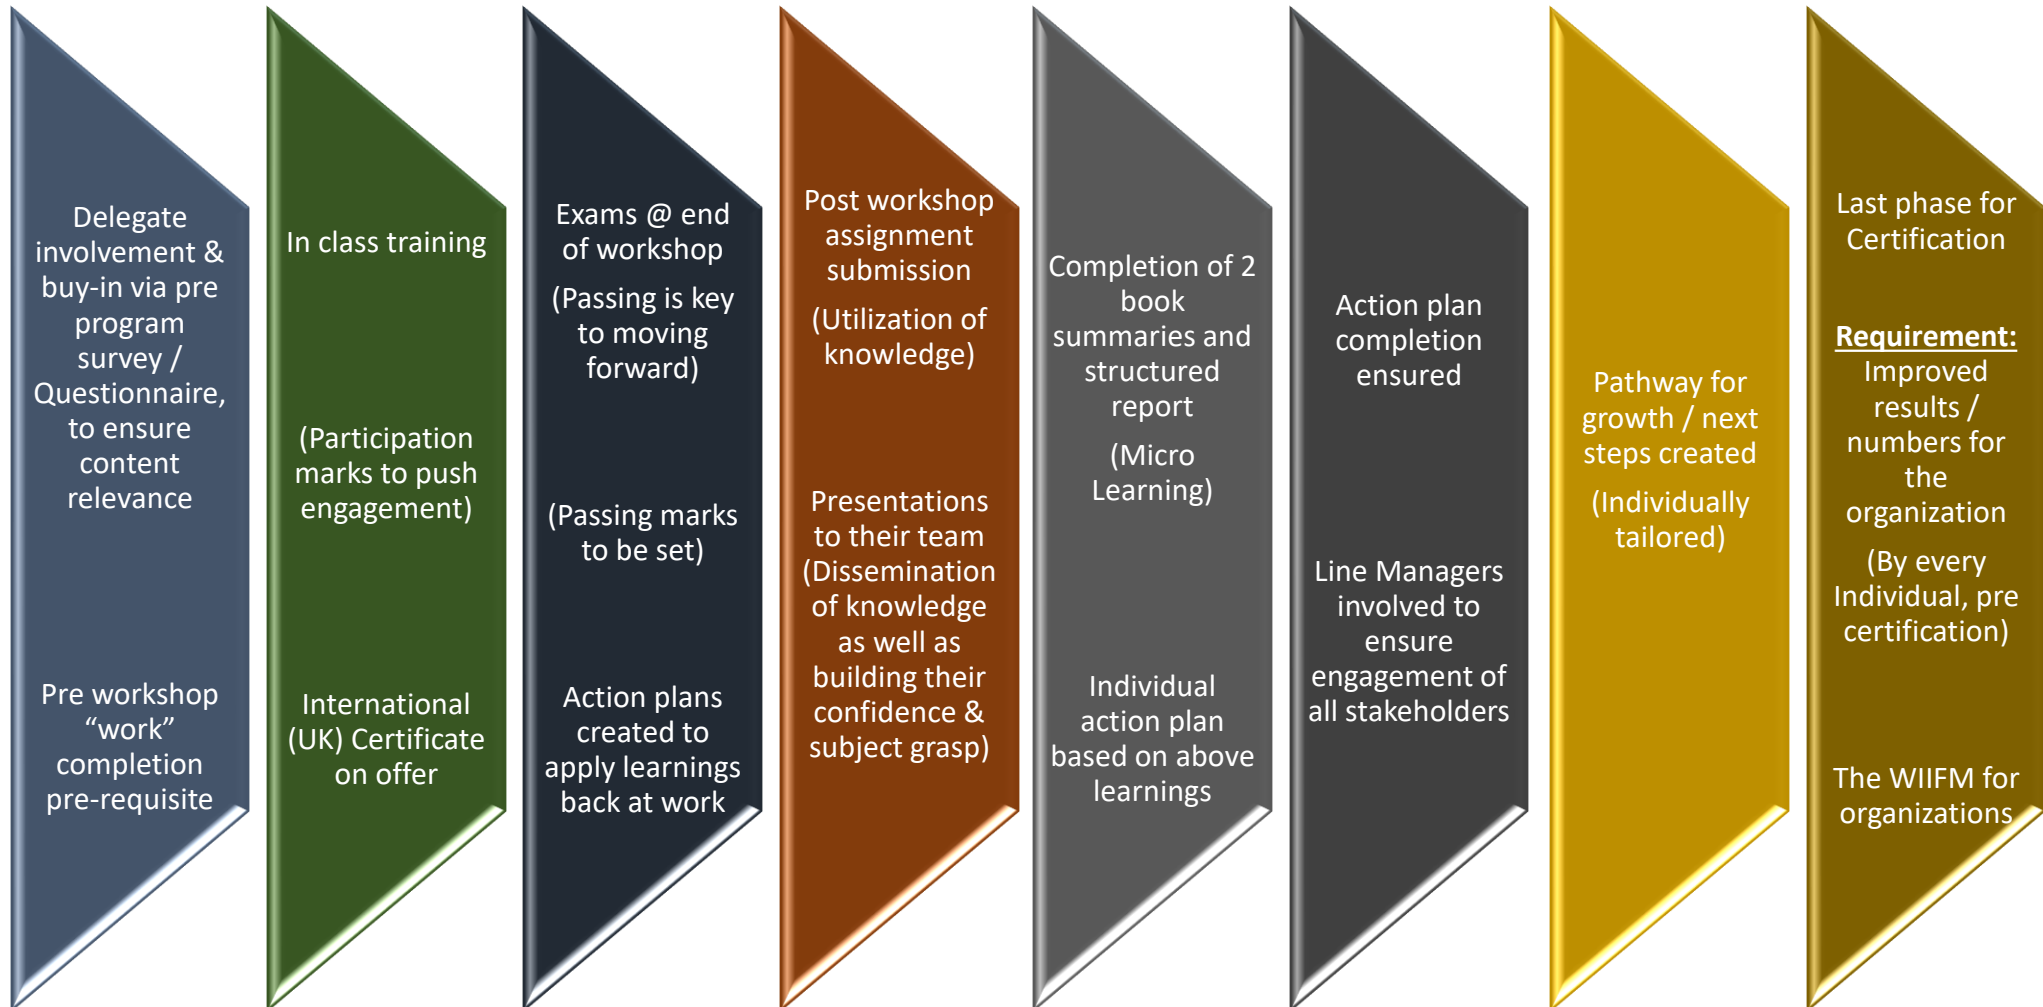 Delegate
involvement &
buy-in via pre
program
survey /
Questionnaire,
to ensure
content
relevance
Pre workshop
“work”
completion
pre-requisite
In class training
(Participation
marks to push
engagement)
International
(UK) Certificate
on offer
Exams @ end
of workshop
(Passing is key
to moving
forward)
(Passing marks
to be set)
Action plans
created to
apply learnings
back at work
Post workshop
assignment
submission
(Utilization of
knowledge)
Presentations
to their team
(Dissemination
of knowledge
as well as
building their
confidence &
subject grasp)
Completion of 2
book
summaries and
structured
report
(Micro
Learning)
Individual
action plan
based on above
learnings
Action plan
completion
ensured
Line Managers
involved to
ensure
engagement of
all stakeholders
Pathway for
growth / next
steps created
(Individually
tailored)
Last phase for
Certification
Requirement:
Improved
results /
numbers for
the
organization
(By every
Individual, pre
certification)
The WIIFM for
organizations